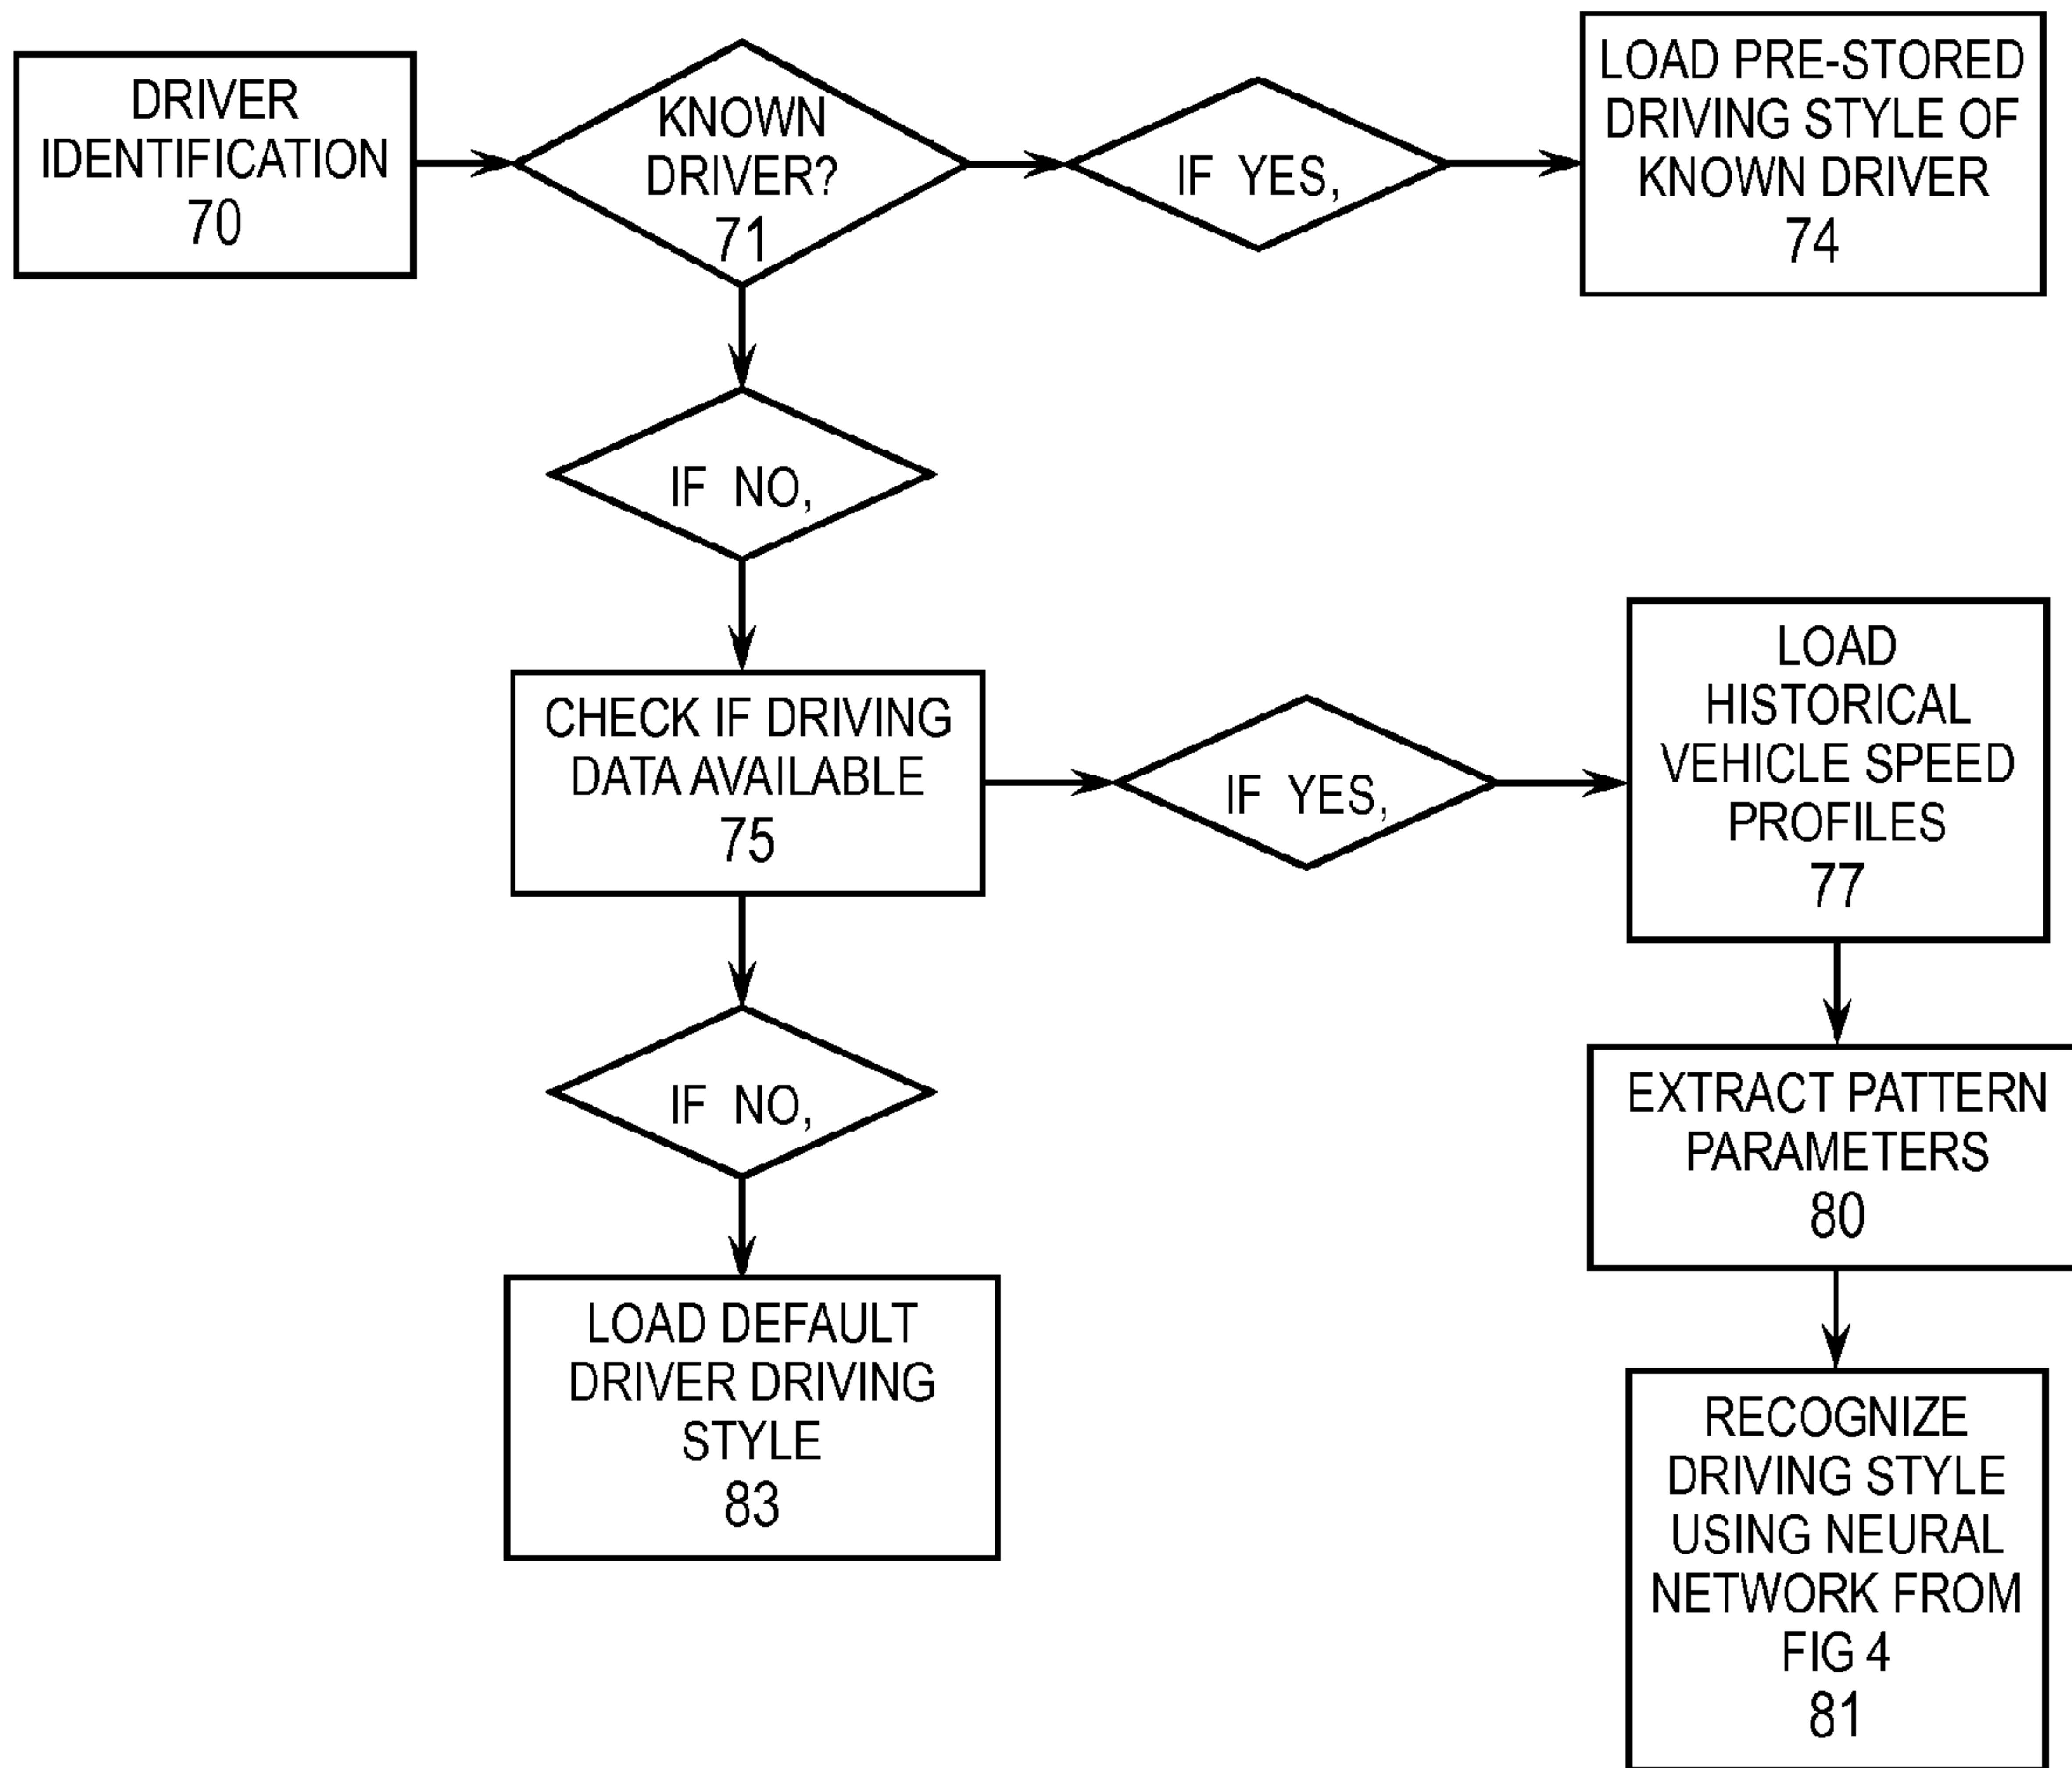 DRIVER
IDENTIFICATION
70
KNOWN
DRIVER?
71
IF YES,
LOAD PRE-STORED
DRIVING STYLE OF
KNOWN DRIVER
74
IF NO,
CHECK IF DRIVING
DATA AVAILABLE
75
IF YES,
LOAD
HISTORICAL
VEHICLE SPEED
PROFILES
77
EXTRACT PATTERN
PARAMETERS
80
RECOGNIZE
DRIVING STYLE
USING NEURAL
NETWORK FROM
FIG 4
81
IF NO,
LOAD DEFAULT
DRIVER DRIVING
STYLE
83